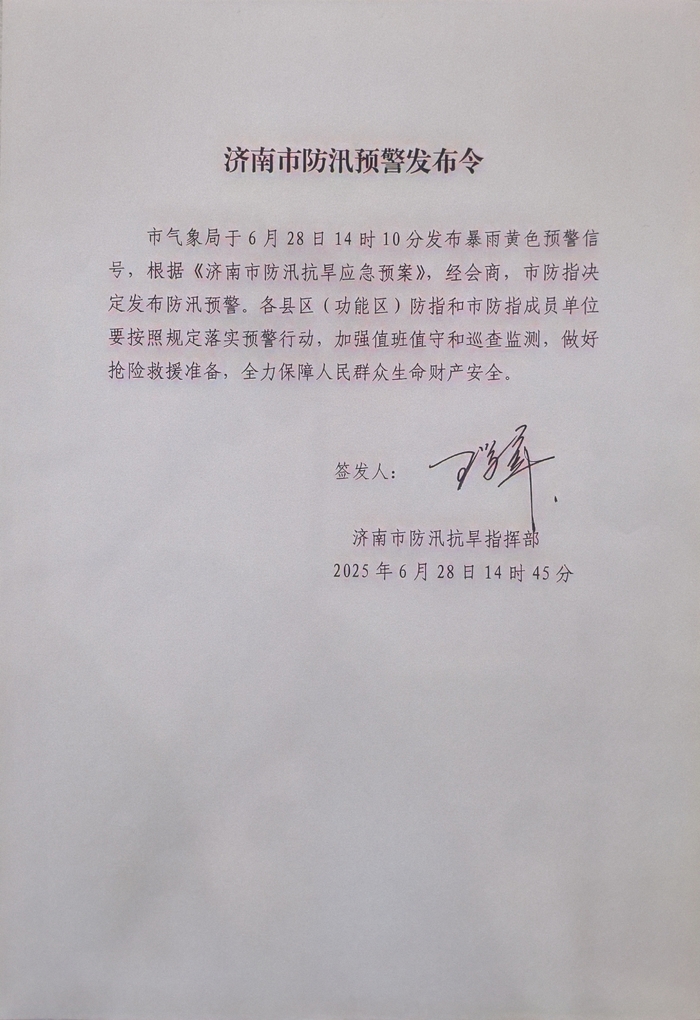 济南市防汛预警发布令
市气象局于6月28日14时10分发布暴雨黄色预警信
号，根据《济南市防汛抗旱应急预案》，经会商，市防指决
定发布防汛预警。各县区（功能区）防指和市防指成员单位
要按照规定落实预警行动，加强值班值守和巡查监测，做好
抢险救援准备，全力保障人民群众生命财产安全。
签发人：
济南市防汛抗旱指挥部
2025年6月28日14时45分